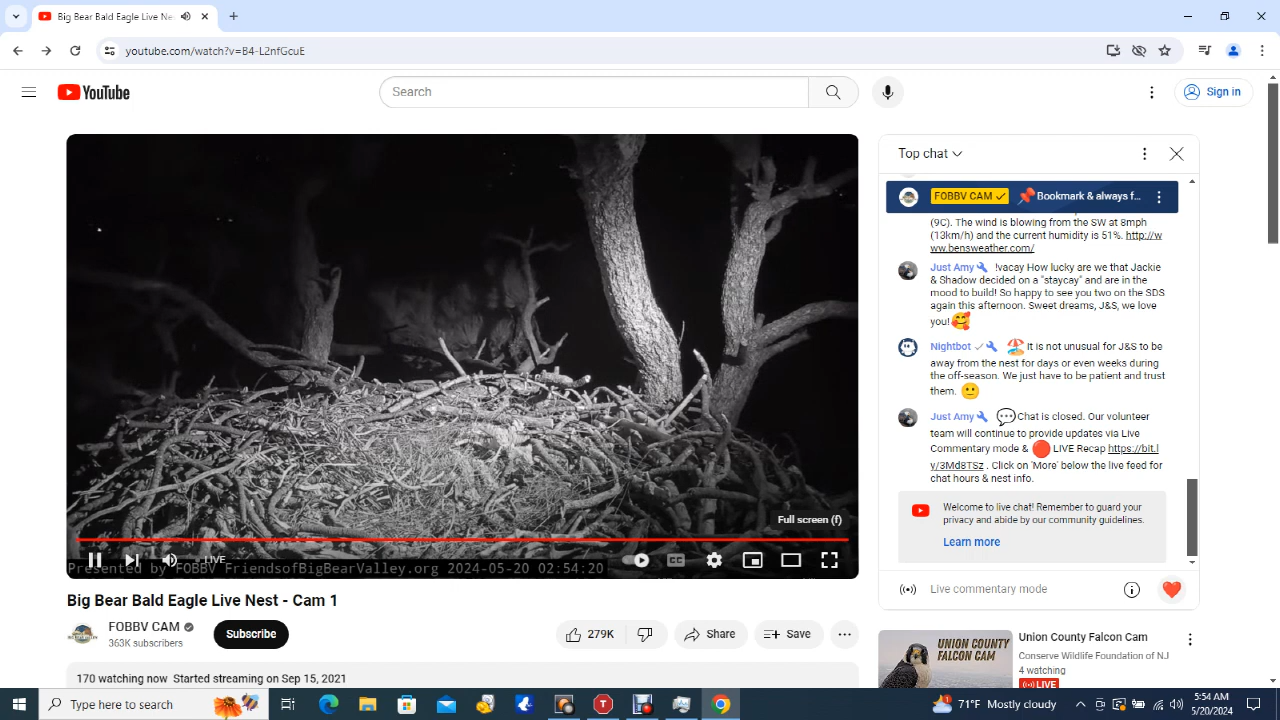 Big Bear Bald Eagle Live Ne
youtube.com/watch?v=B4-L2nfGcuE
YouTube
Search
Sign in
Full screen (f)
LIVE
CC
Presented by FOBBV FriendsofBigBearValley.org 2024-05-20 02:54:20
Big Bear Bald Eagle Live Nest - Cam 1
FOBBV CAM
363K subscribers
Subscribe
279K
Share
Save
170 watching now Started streaming on Sep 15, 2021
Top chat
FOBBV CAM Bookmark & always f...
(9C). The wind is blowing from the SW at 8mph
(13km/h) and the current humidity is 51%. http://w
ww.bensweather.com/
Just Amy !vacay How lucky are we that Jackie
& Shadow decided on a "staycay" and are in the
mood to build! So happy to see you two on the SDS
again this afternoon. Sweet dreams, J&S, we love
you!
Nightbot It is not unusual for J&S to be
away from the nest for days or even weeks during
the off-season. We just have to be patient and trust
them.
Just Amy Chat is closed. Our volunteer
team will continue to provide updates via Live
Commentary mode & LIVE Recap https://bit.l
y/3Md8TSz . Click on 'More' below the live feed for
chat hours & nest info.
Welcome to live chat! Remember to guard your
privacy and abide by our community guidelines.
Learn more
Live commentary mode
UNION COUNTY
FALCON CAM
Union County Falcon Cam
Conserve Wildlife Foundation of NJ
4 watching
LIVE
Type here to search
71°F Mostly cloudy
5:54 AM
5/20/2024